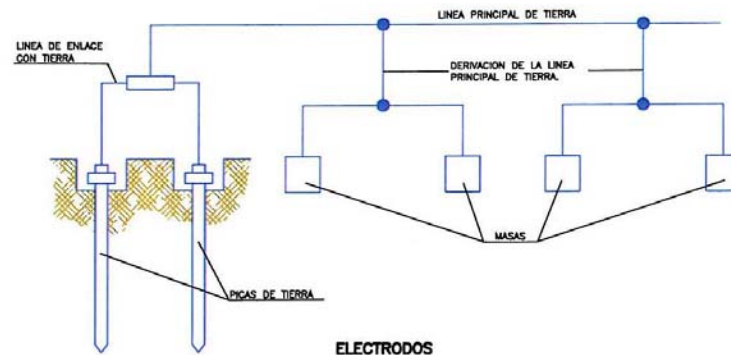 LINEA PRINCIPAL DE TIERRA
LINEA DE ENLACE
CON TIERRA
DERIVACION DE LA LINEA
PRINCIPAL DE TIERRA.
MASAS
PICAS DE TIERRA
ELECTRODOS